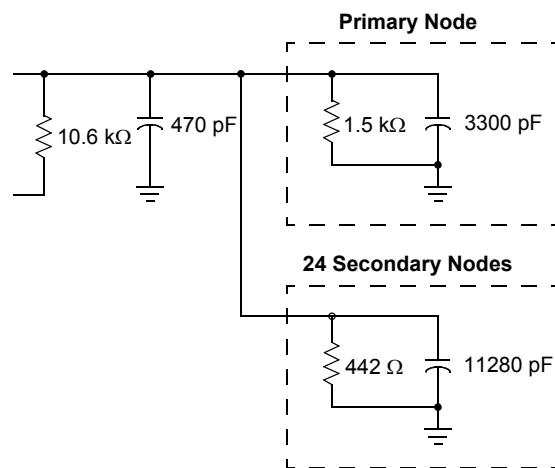 Primary Node
10.6 kΩ
470 pF
1.5 kΩ
3300 pF
24 Secondary Nodes
442 Ω
11280 pF